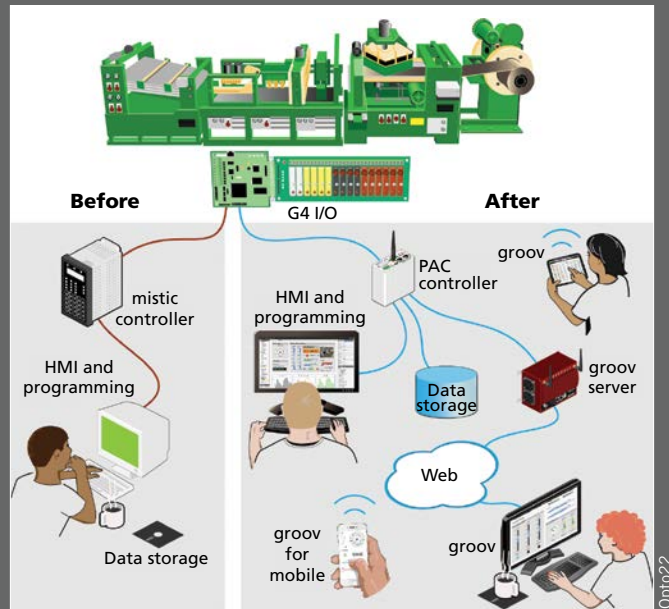 Before
After
G4 I/O
mistic
controller
HMI and
programming
Data storage
PAC
controller
groov
HMI and
programming
Data
storage
groov
server
Web
groov
for
mobile
groov
Opto22